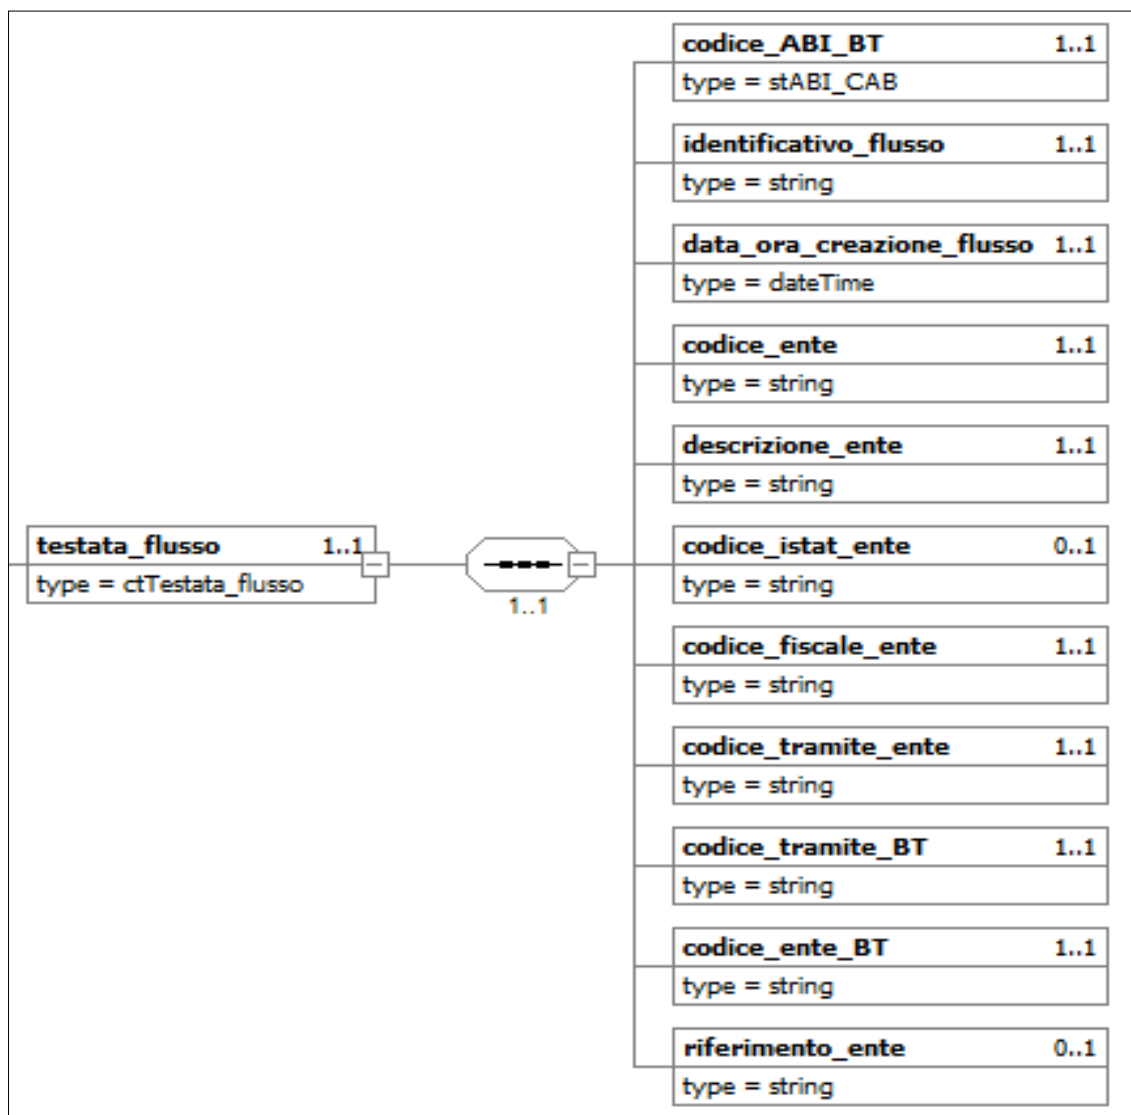 testata_flusso 1..1
type = ctTestata_flusso
1..1
codice_ABI_BT 1..1
type = stABI_CAB
identificativo_flusso 1..1
type = string
data_ora_creazione_flusso 1..1
type = dateTime
codice_ente 1..1
type = string
descrizione_ente 1..1
type = string
codice_istat_ente 0..1
type = string
codice_fiscale_ente 1..1
type = string
codice_tramite_ente 1..1
type = string
codice_tramite_BT 1..1
type = string
codice_ente_BT 1..1
type = string
riferimento_ente 0..1
type = string